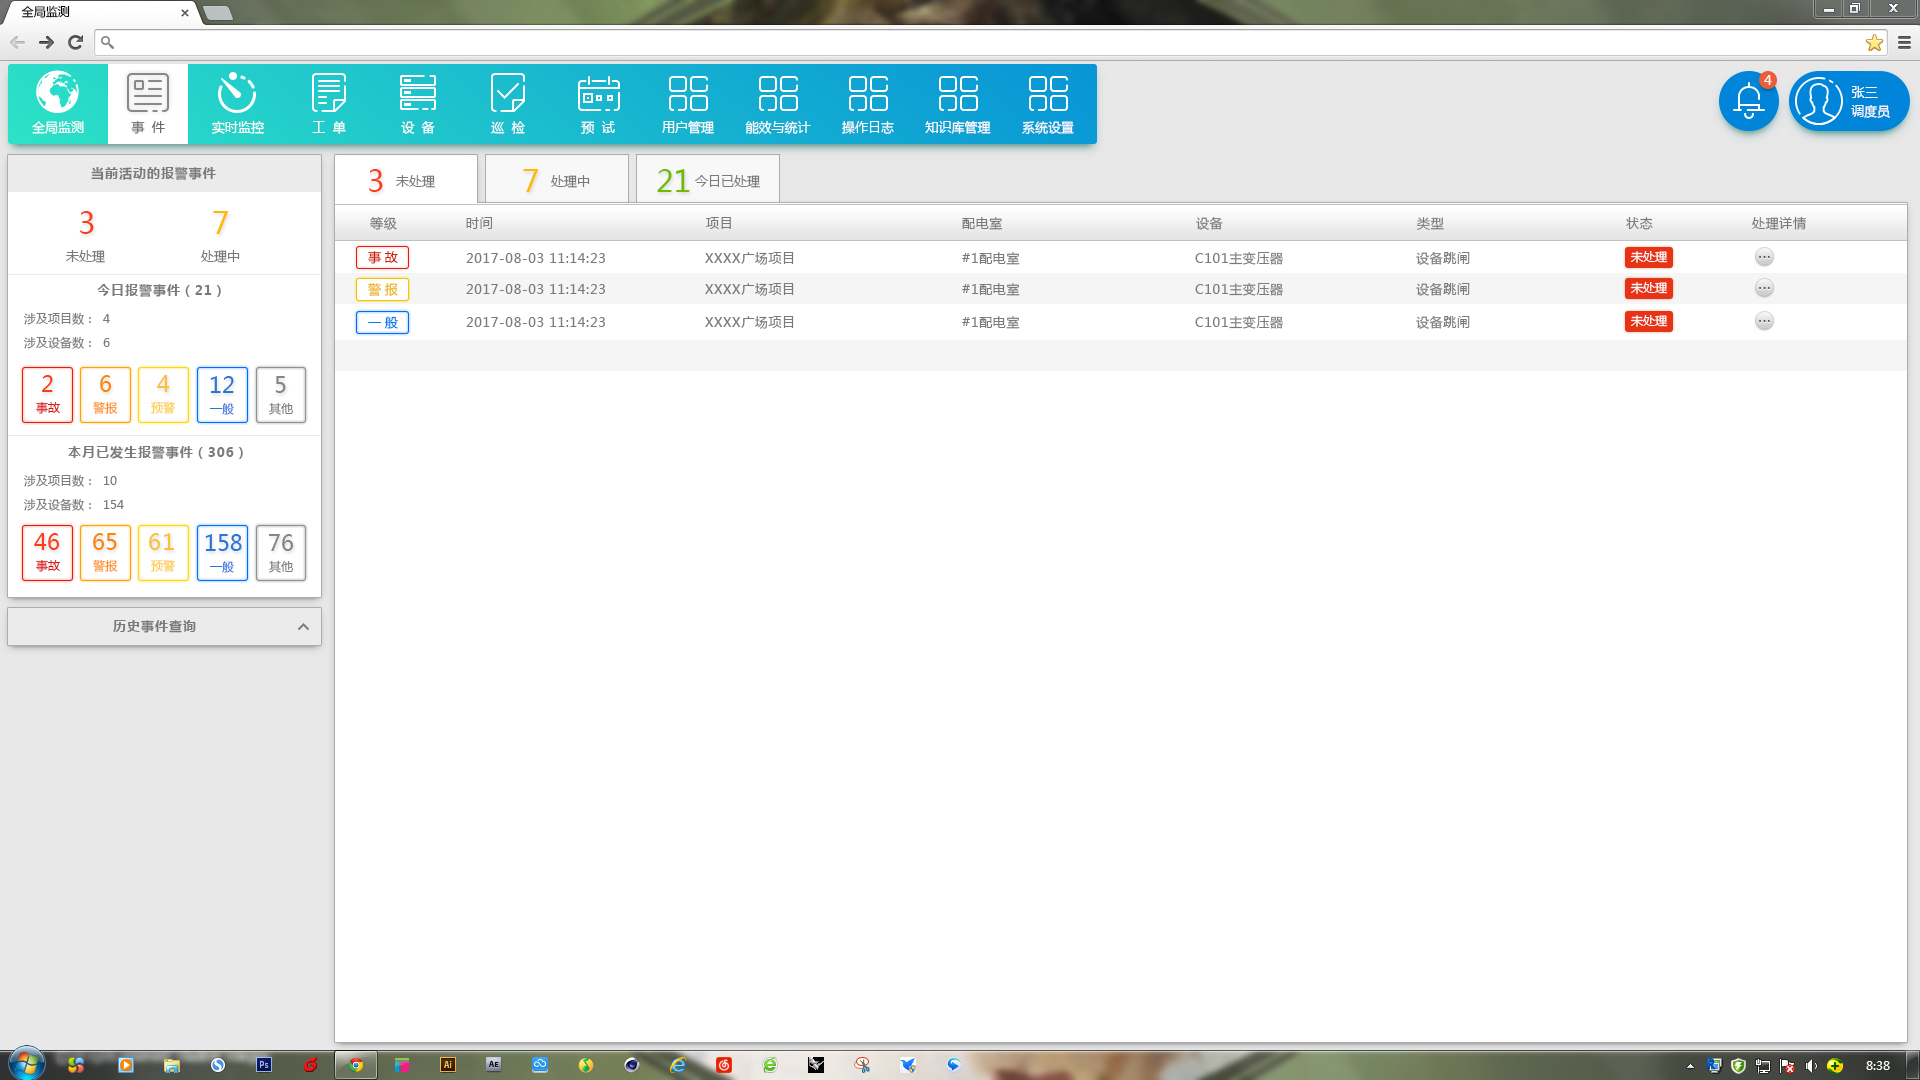 全局监测
4
全局监测
事 件
实时监控
工 单
设 备
巡 检
预 试
用户管理
能效与统计
操作日志
知识库管理
系统设置
张三
调度员
当前活动的报警事件
3
7
未处理
处理中
今日报警事件（21）
涉及项目数： 4
涉及设备数： 6
2
6
4
12
5
事故
警报
预警
一般
其他
本月已发生报警事件（306）
涉及项目数： 10
涉及设备数： 154
46
65
61
158
76
事故
警报
预警
一般
其他
历史事件查询
3 未处理
7 处理中
21 今日已处理
等级 时间 项目 配电室 设备 类型 状态 处理详情
事 故 2017-08-03 11:14:23 XXXX广场项目 #1配电室 C101主变压器 设备跳闸 未处理
警 报 2017-08-03 11:14:23 XXXX广场项目 #1配电室 C101主变压器 设备跳闸 未处理
一 般 2017-08-03 11:14:23 XXXX广场项目 #1配电室 C101主变压器 设备跳闸 未处理
Ps
Ai
Ae
8:38